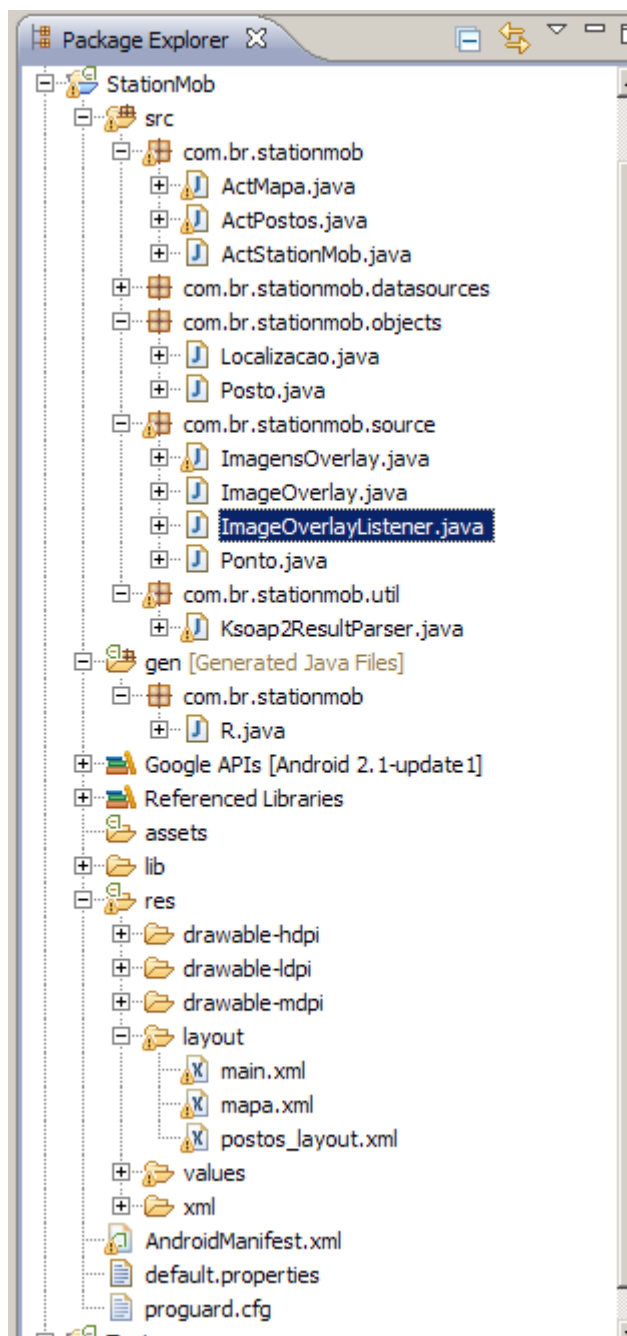 Package Explorer
StationMob
src
com.br.stationmob
ActMapa.java
ActPostos.java
ActStationMob.java
com.br.stationmob.datasources
com.br.stationmob.objects
Localizacao.java
Posto.java
com.br.stationmob.source
ImagensOverlay.java
ImageOverlay.java
ImageOverlayListener.java
Ponto.java
com.br.stationmob.util
Ksoap2ResultParser.java
gen [Generated Java Files]
com.br.stationmob
R.java
Google APIs [Android 2.1-update1]
Referenced Libraries
assets
lib
res
drawable-hdpi
drawable-ldpi
drawable-mdpi
layout
main.xml
mapa.xml
postos_layout.xml
values
xml
AndroidManifest.xml
default.properties
proguard.cfg